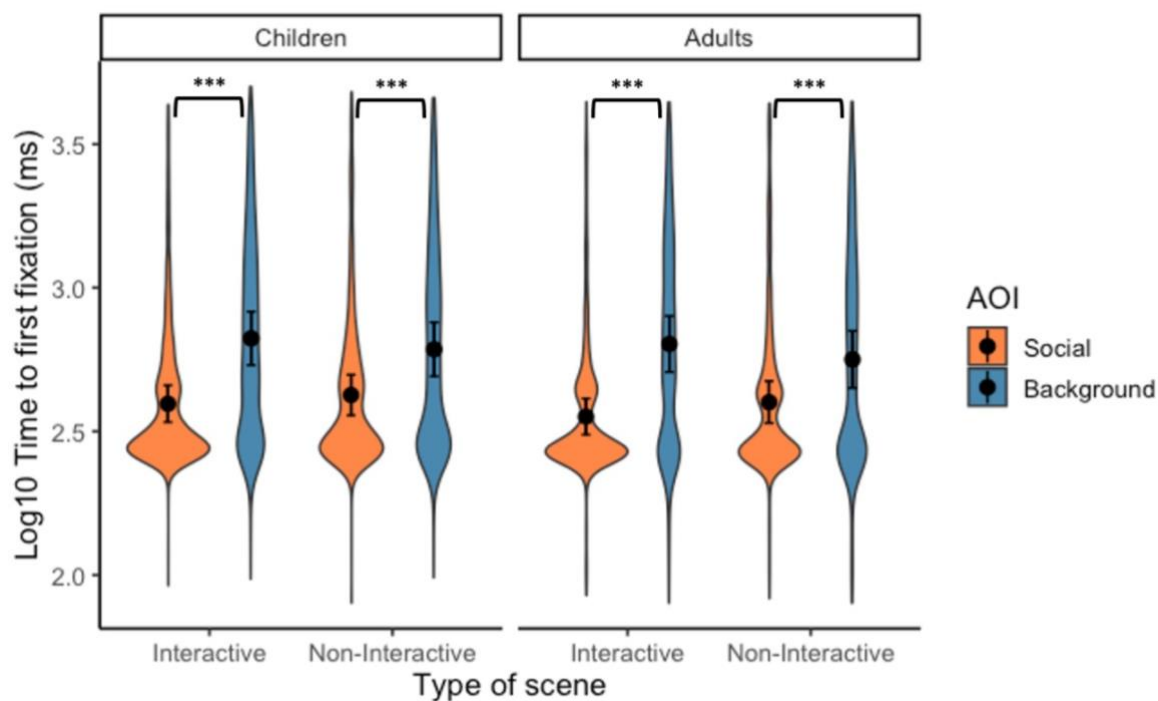 Children
Adults
***
***
***
***
Log10 Time to first fixation (ms)
3.5
3.0
2.5
2.0
AOI
Social
Background
Interactive
Non-Interactive
Interactive
Non-Interactive
Type of scene